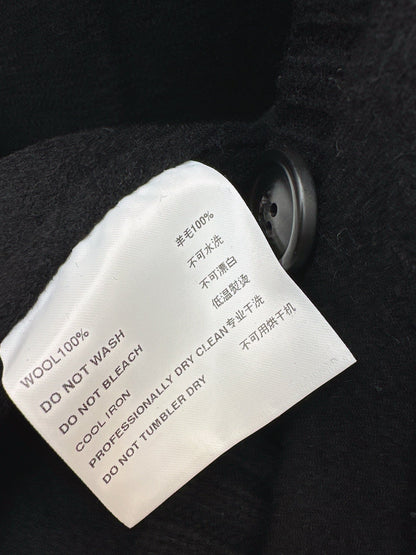 羊毛100%
不可水洗
不可漂白
低温熨烫
专业干洗
不可用烘干机
WOOL100%
DO NOT WASH
DO NOT BLEACH
COOL IRON
PROFESSIONALLY DRY CLEAN
DO NOT TUMBLER DRY